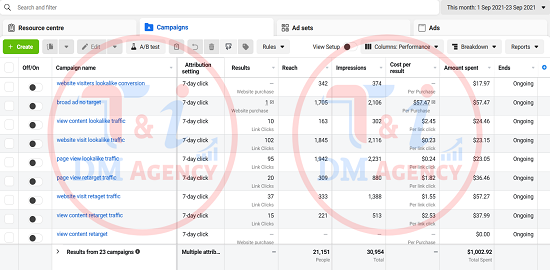 Search and filter
This month: 1 Sep 2021-23 Sep 2021
Resource centre
Campaigns
Ad sets
Ads
+ Create
Edit
A/B test
Rules
View Setup
Columns: Performance
Breakdown
Reports
Off/On Campaign name Attribution setting Results Reach Impressions Cost per result Amount spent Ends
website visiters lookalike conversion 7-day click — 342 374 — $17.97 Ongoing
Website purchase Per Purchase
broad ad no target 7-day click 1 1,705 2,106 $57.47 $57.47 Ongoing
Website purchase Per Purchase
view content lookalike traffic 7-day click 10 163 302 $2.45 $24.46 Ongoing
Link Clicks Per link click
website visit lookalike traffic 7-day click 102 1,845 2,116 $0.23 $23.15 Ongoing
Link Clicks Per link click
page view lookalike traffic 7-day click 95 1,942 2,231 $0.24 $23.05 Ongoing
Link Clicks Per link click
page view retarget traffic 7-day click 20 309 880 $1.82 $36.46 Ongoing
Link Clicks Per link click
website visit retaget traffic 7-day click 37 333 1,388 $1.55 $57.27 Ongoing
Link Clicks Per link click
view content retarget traffic 7-day click 15 221 513 $2.53 $37.99 Ongoing
Link Clicks Per link click
view content retarget 7-day click — — — — $0.00 Ongoing
Website purchase Per Purchase
Results from 23 campaigns Multiple attrib... — 21,151 30,954 — $1,002.92
People Total Total Spent
T & i
DM AGENCY
T & i
DM AGENCY